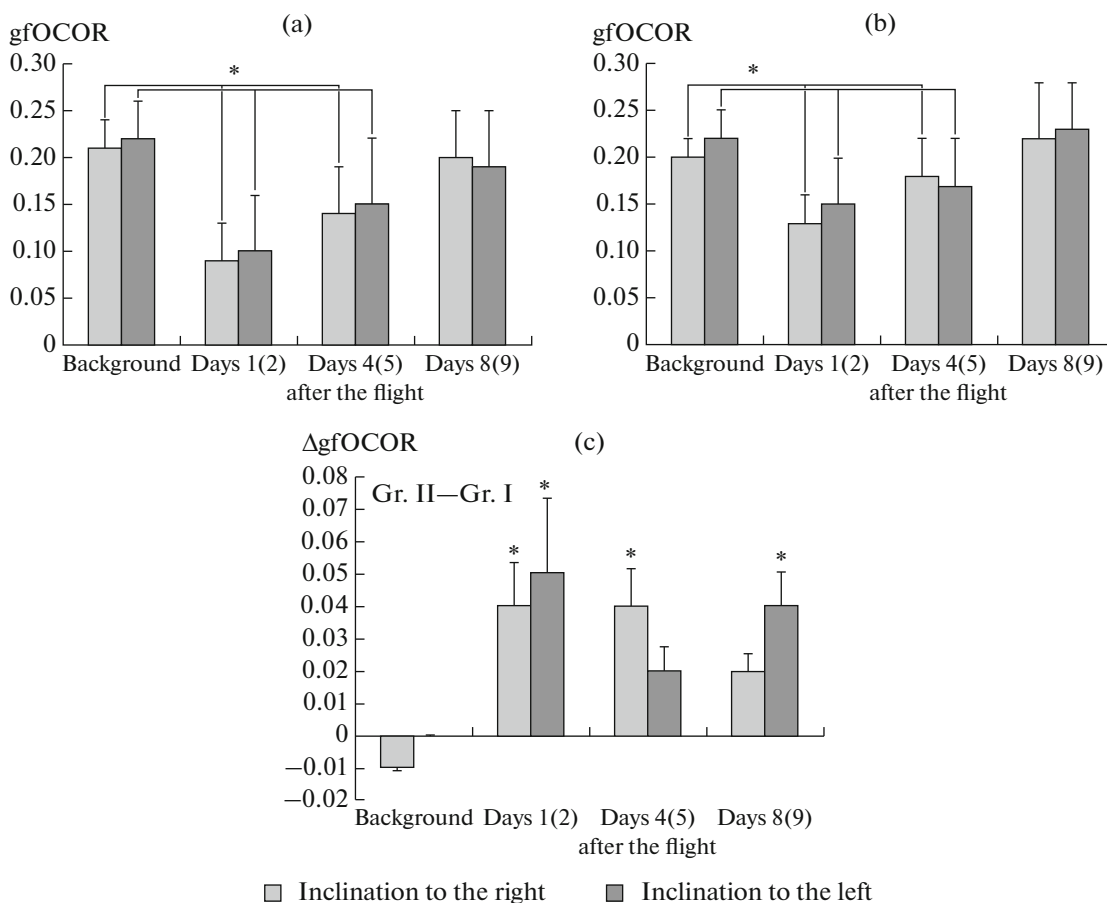 (a)
gfOCOR
0.30
0.25
0.20
0.15
0.10
0.05
0
*
Background Days 1(2) Days 4(5) Days 8(9)
after the flight
(b)
gfOCOR
0.30
0.25
0.20
0.15
0.10
0.05
0
*
Background Days 1(2) Days 4(5) Days 8(9)
after the flight
(c)
ΔgfOCOR
Gr. II—Gr. I
0.08
0.07
0.06
0.05
0.04
0.03
0.02
0.01
0
—0.01
—0.02
* * * *
Background Days 1(2) Days 4(5) Days 8(9)
after the flight
Inclination to the right Inclination to the left